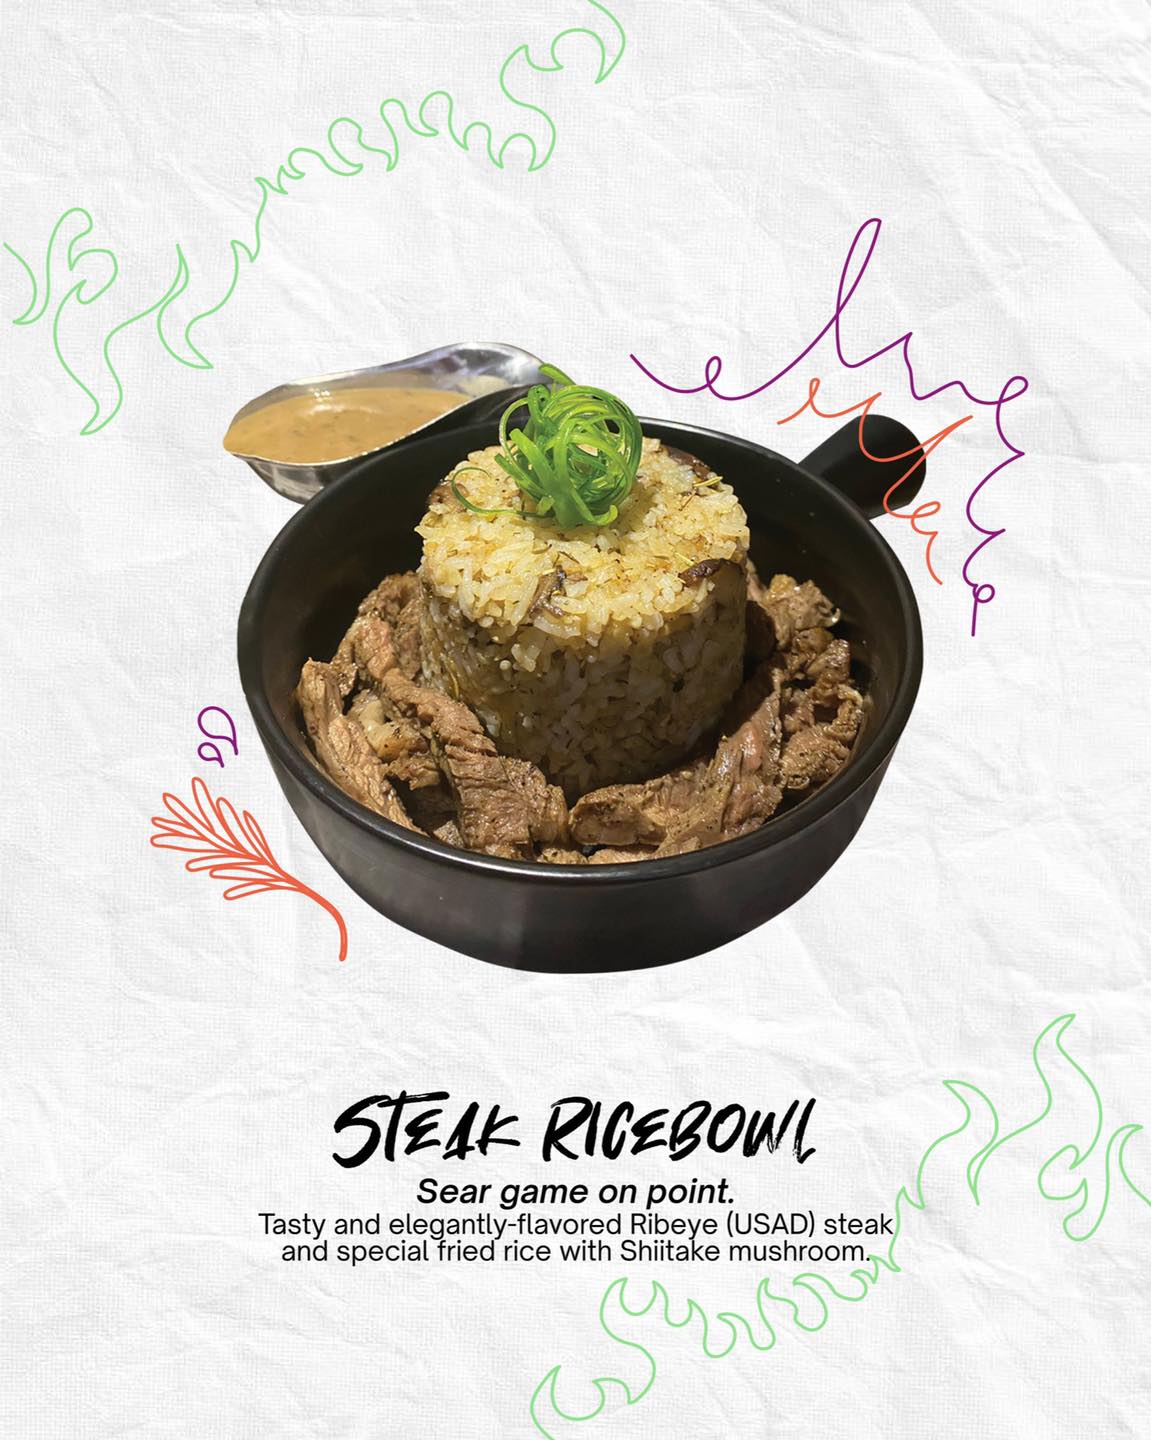 STEAK RICEBOWL
Sear game on point.
Tasty and elegantly-flavored Ribeye (USAD) steak
and special fried rice with Shiitake mushroom.